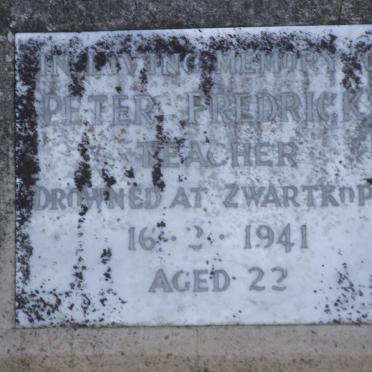 IN LOVING MEMORY O
PETER FREDRICK
TEACHER
DROWNED AT ZWARTKOP
16 · 2 · 1941
AGED 22